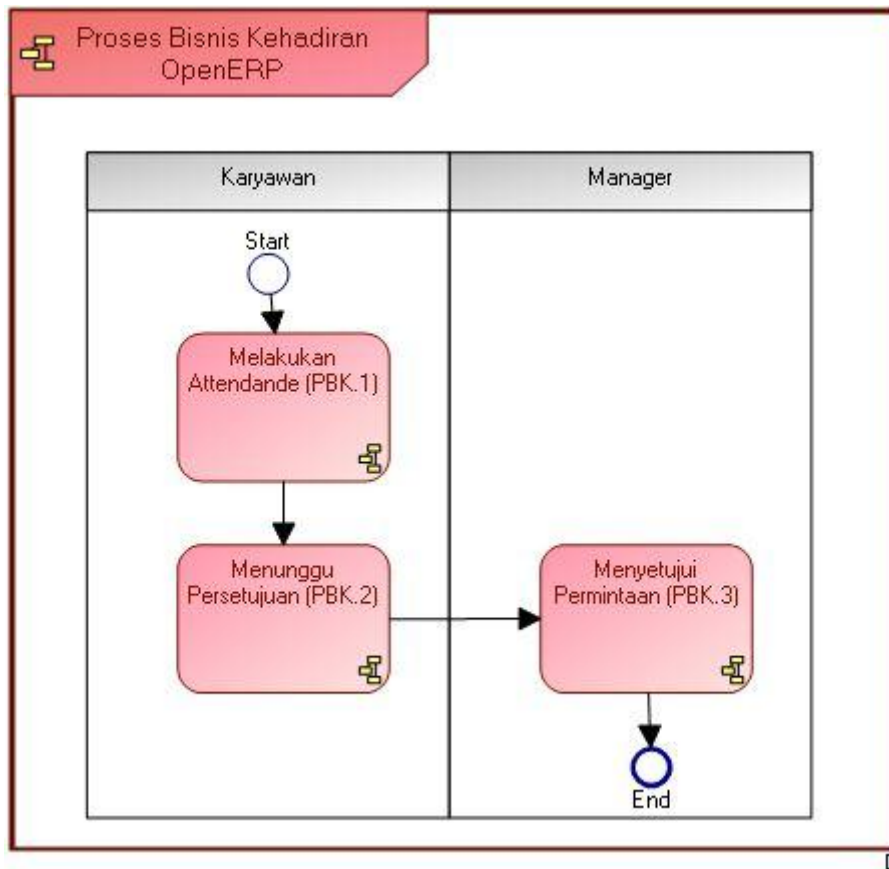 Proses Bisnis Kehadiran
OpenERP
Karyawan
Manager
Start
Melakukan
Attendande (PBK.1)
Menunggu
Persetujuan (PBK.2)
Menyetujui
Permintaan (PBK.3)
End